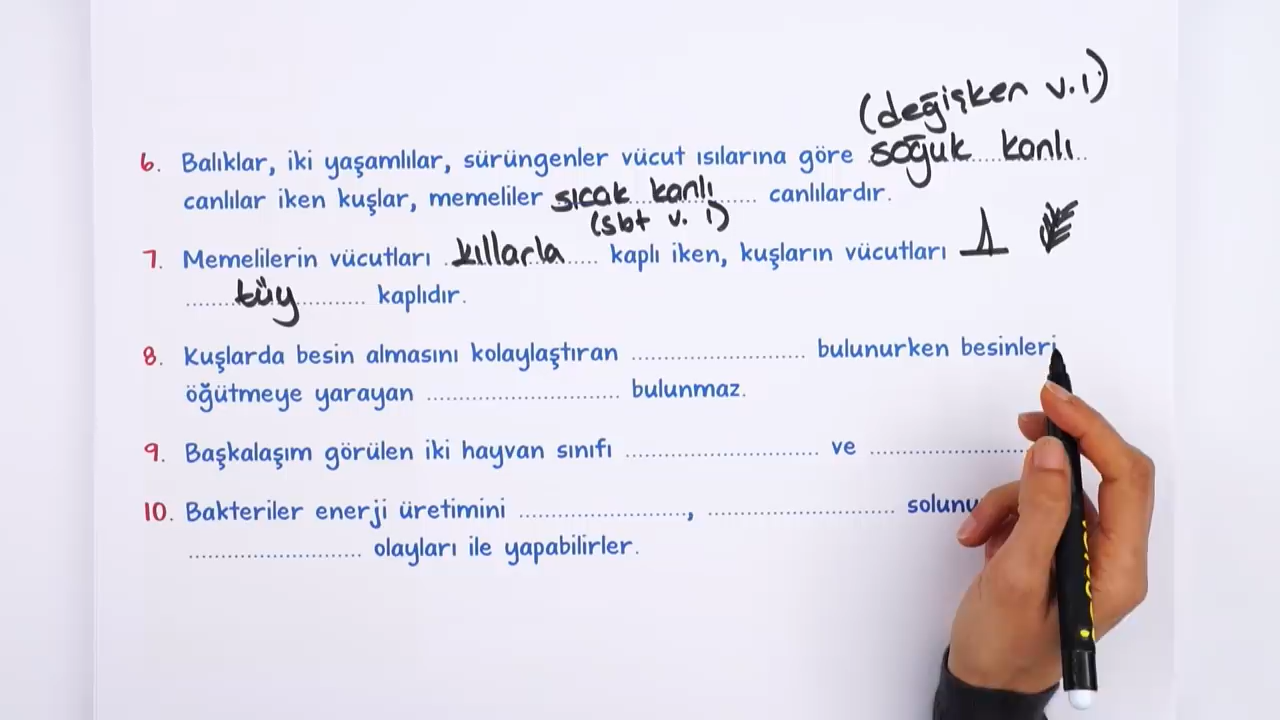 (değişken v.ı)
6. Balıklar, iki yaşamlılar, sürüngenler vücut ısılarına göre soğuk kanlı
canlılar iken kuşlar, memeliler sıcak kanlı canlılardır.
(sbt v. ı)
7. Memelilerin vücutları kıllarla kaplı iken, kuşların vücutları
tüy kaplıdır.
8. Kuşlarda besin almasını kolaylaştıran .......................... bulunurken besinleri
öğütmeye yarayan ............................. bulunmaz.
9. Başkalaşım görülen iki hayvan sınıfı ............................. ve ........................
10. Bakteriler enerji üretimini ........................., ............................ solunu
.......................... olayları ile yapabilirler.